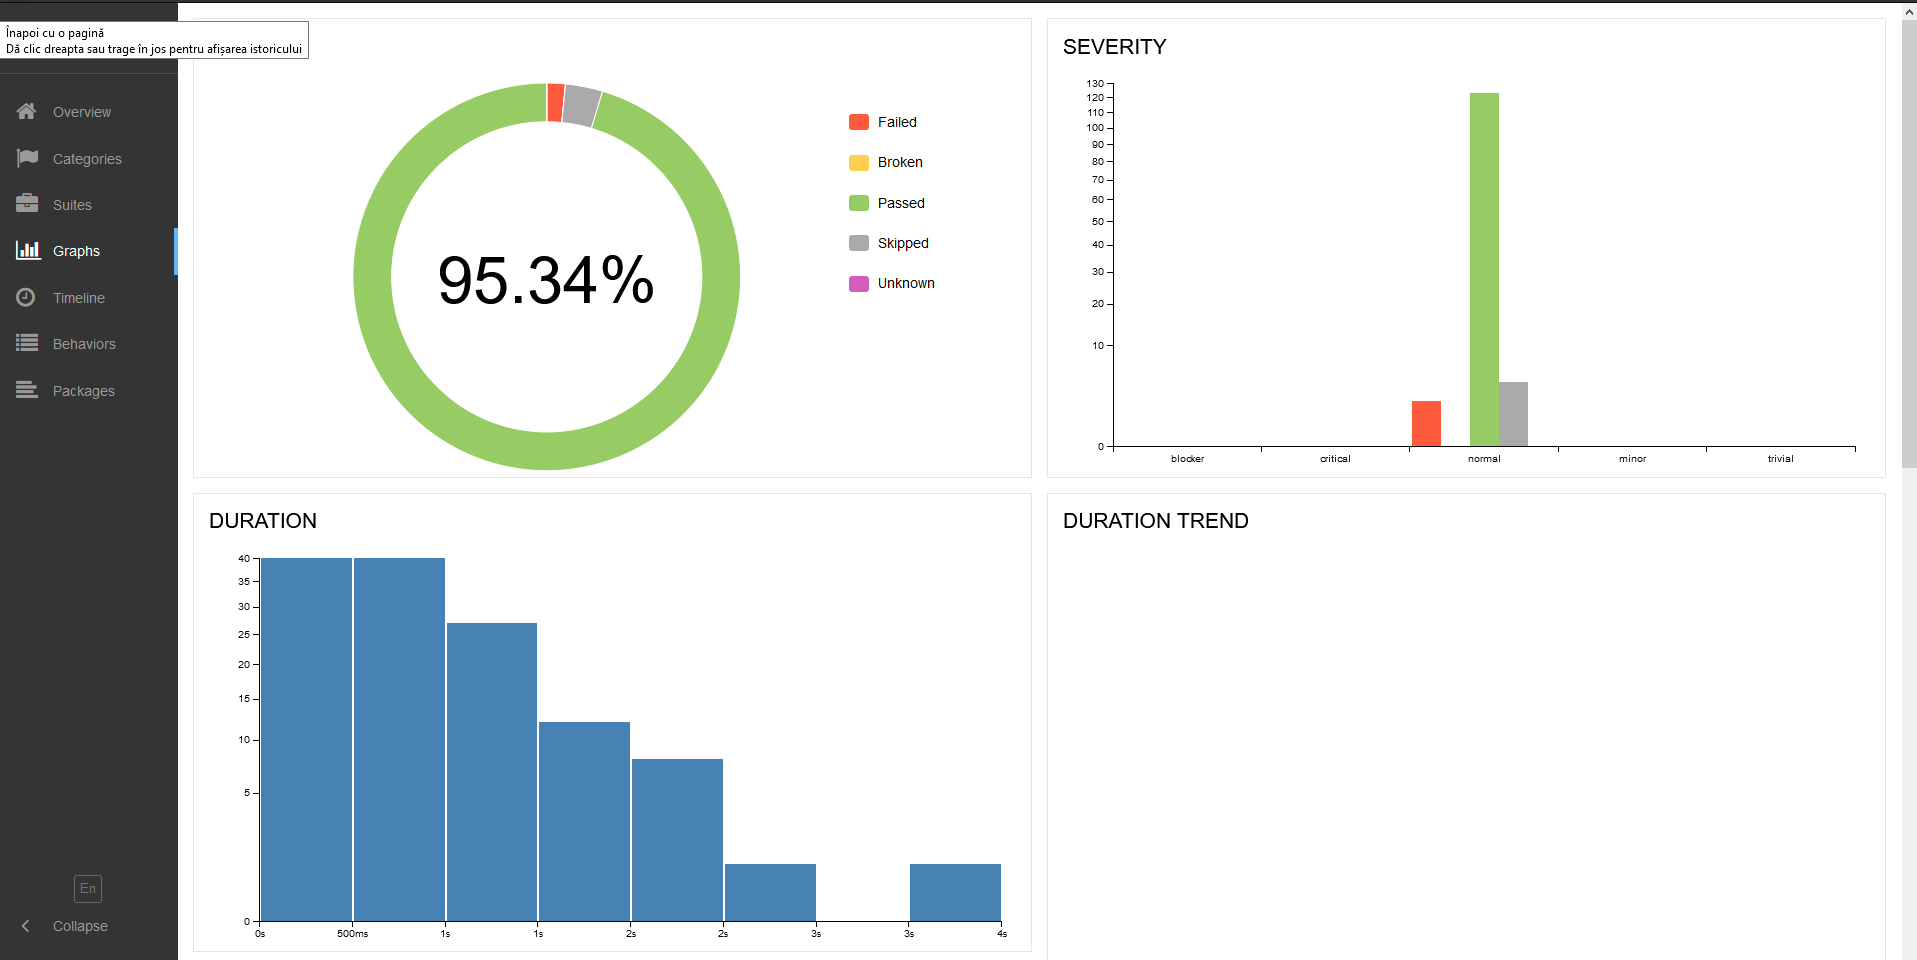 Înapoi cu o pagină
Dă clic dreapta sau trage în jos pentru afișarea istoricului
Overview
Categories
Suites
Graphs
Timeline
Behaviors
Packages
En
Collapse
95.34%
Failed
Broken
Passed
Skipped
Unknown
SEVERITY
130
120
110
100
90
80
70
60
50
40
30
20
10
0
blocker critical normal minor trivial
DURATION
40
35
30
25
20
15
10
5
0
0s 500ms 1s 1s 2s 2s 3s 3s 4s
DURATION TREND